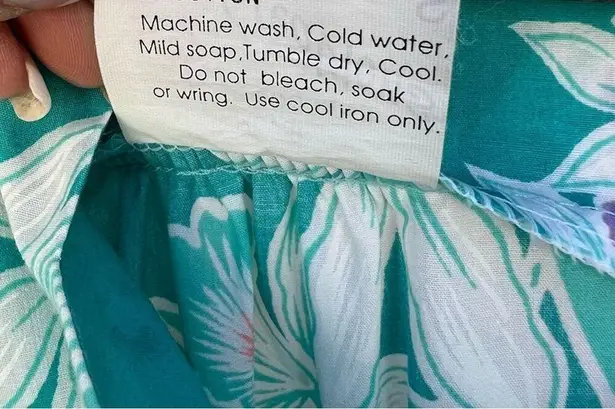 Machine wash, Cold water,
Mild soap,Tumble dry, Cool.
Do not bleach, soak
or wring. Use cool iron only.